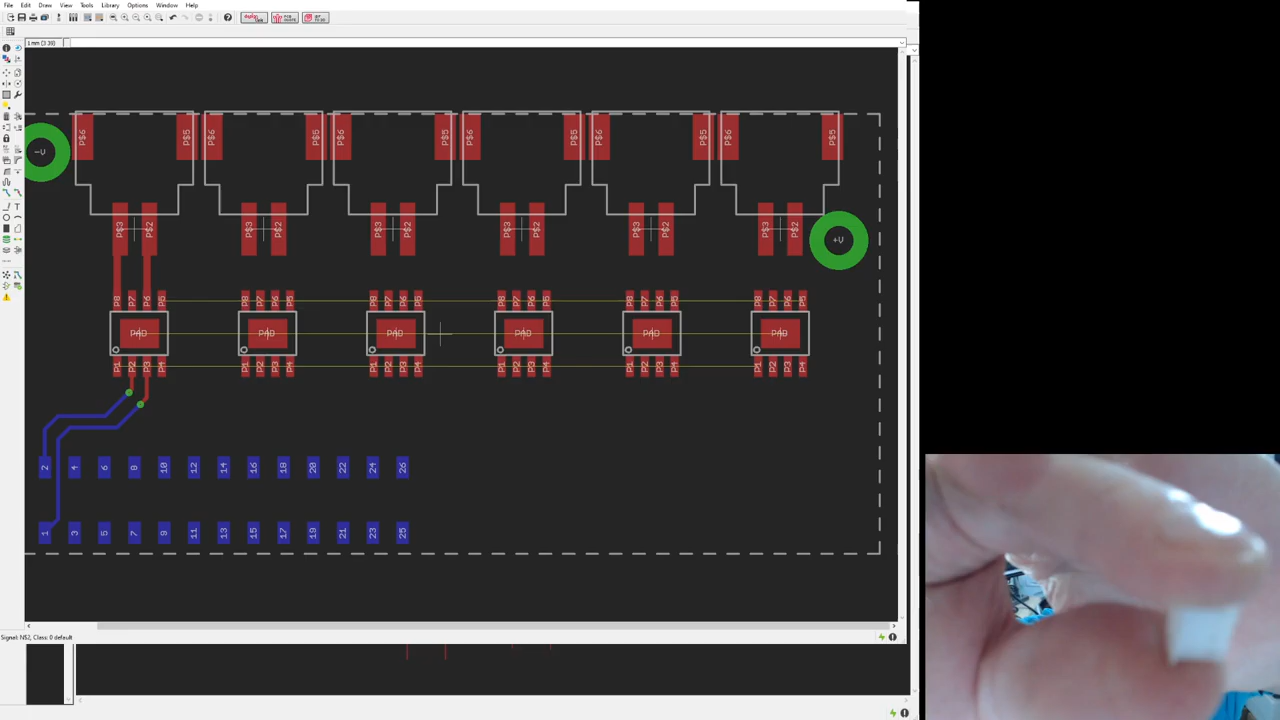 File Edit Draw View Tools Library Options Window Help
1 mm (3 39)
P$6 P$5 P$6 P$5 P$6 P$5 P$6 P$5 P$6 P$5 P$6 P$5
-V
P$3 P$2 P$3 P$2 P$3 P$2 P$3 P$2 P$3 P$2 P$3 P$2
+V
P8 P7 P6 P5 P8 P7 P6 P5 P8 P7 P6 P5 P8 P7 P6 P5 P8 P7 P6 P5 P8 P7 P6 P5
PAD PAD PAD PAD PAD PAD
P1 P2 P3 P4 P1 P2 P3 P4 P1 P2 P3 P4 P1 P2 P3 P4 P1 P2 P3 P4 P1 P2 P3 P4
2 4 6 8 10 12 14 16 18 20 22 24 26
1 3 5 7 9 11 13 15 17 19 21 23 25
Signal: N$2, Class: 0 default